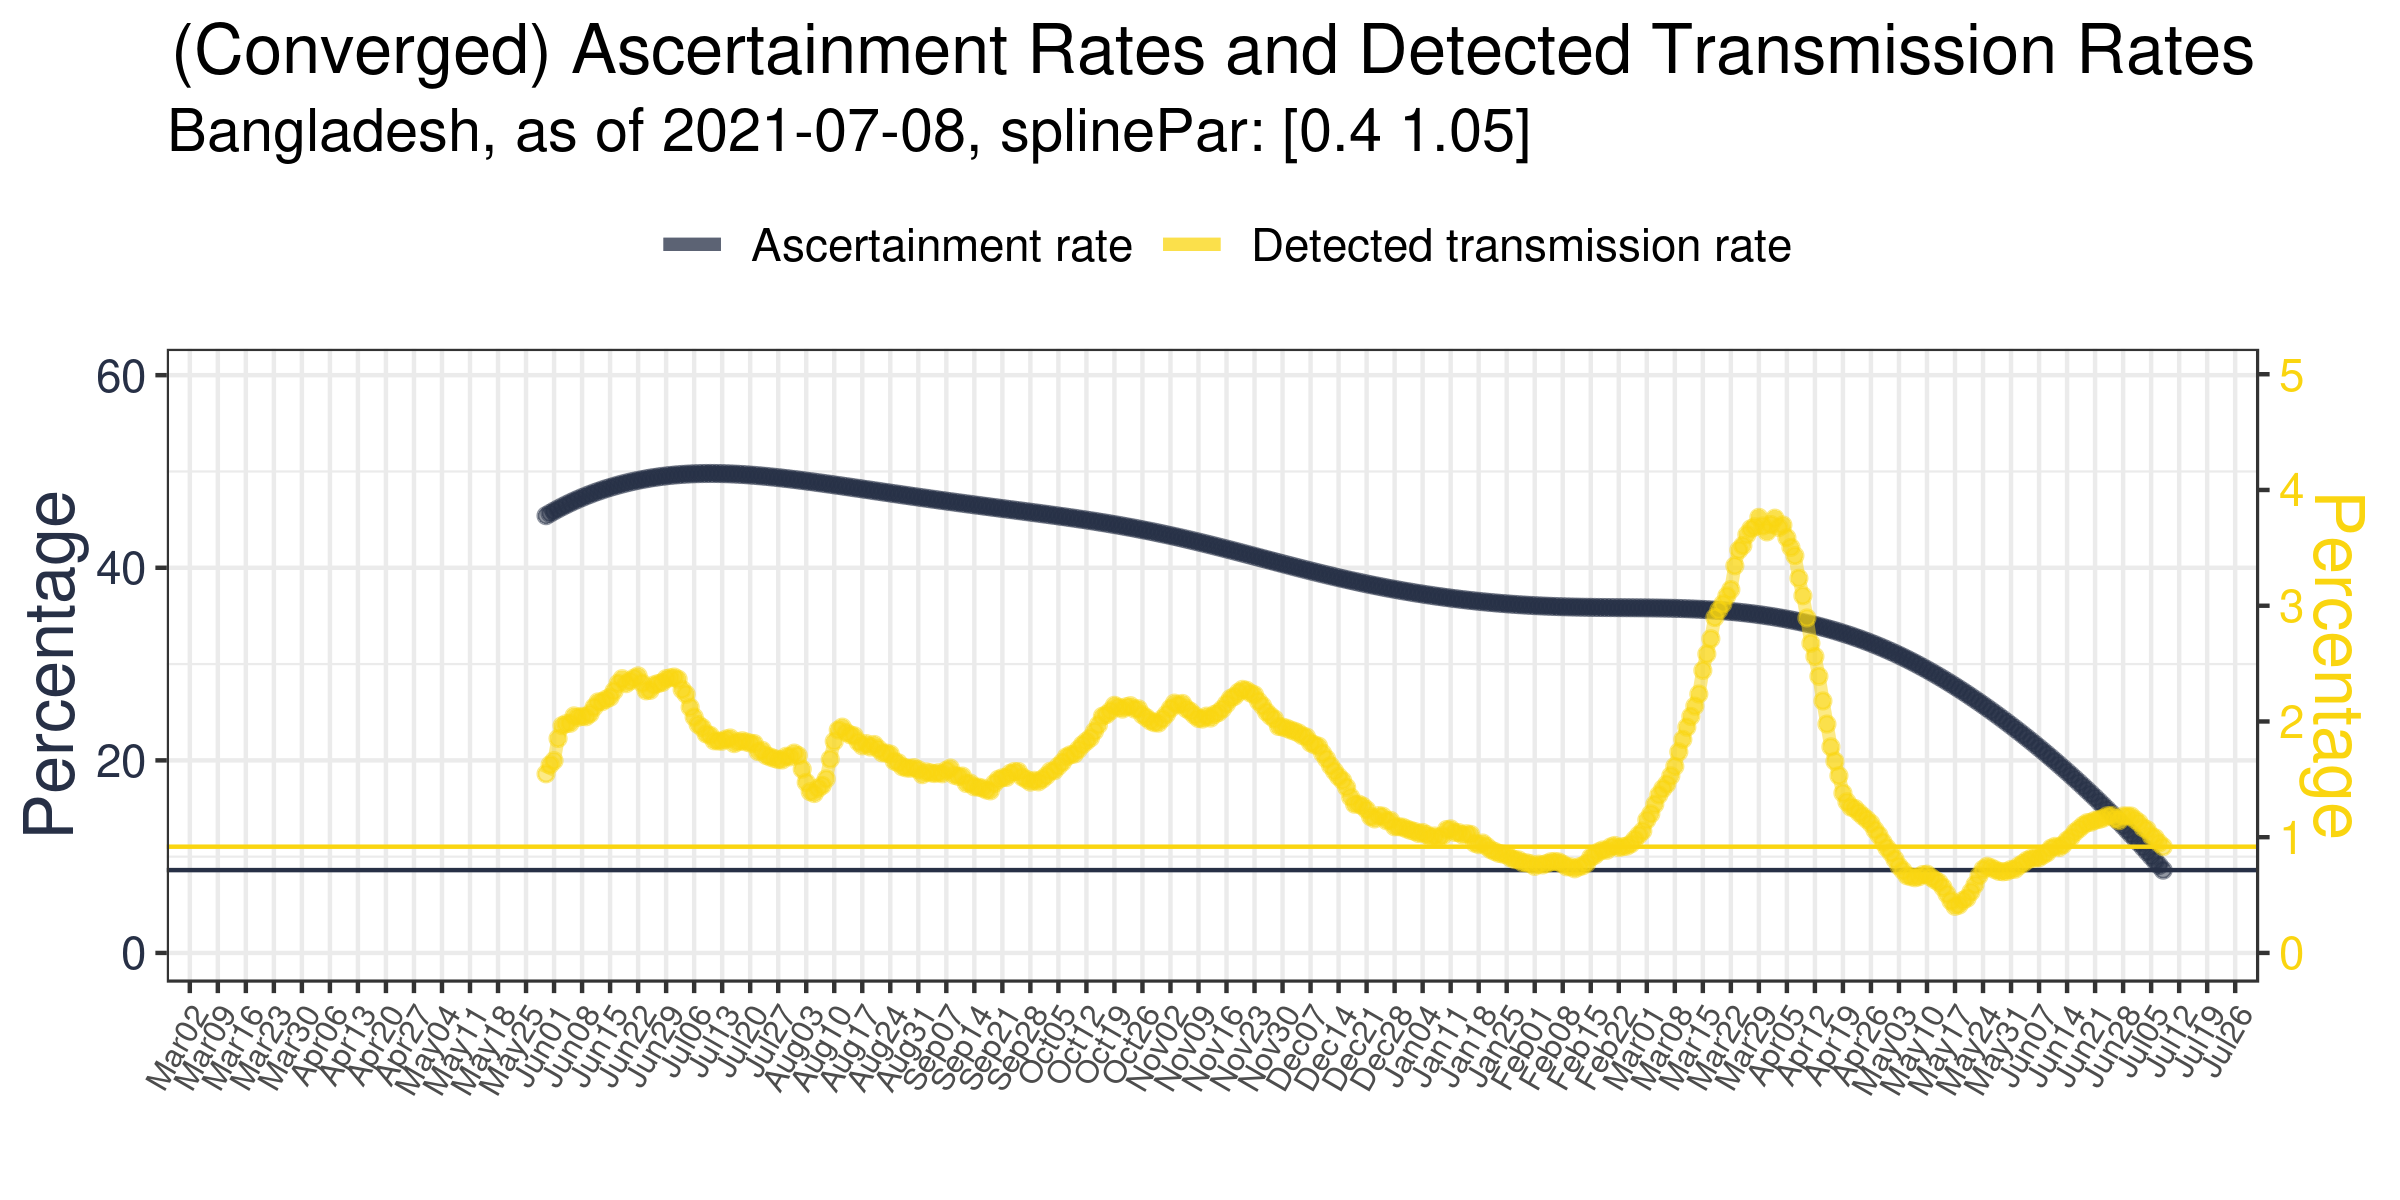 (Converged) Ascertainment Rates and Detected Transmission Rates
Bangladesh, as of 2021-07-08, splinePar: [0.4 1.05]
Ascertainment rate
Detected transmission rate
Percentage
60
40
20
0
5
4
3
2
1
0
Percentage
Mar02
Mar09
Mar16
Mar23
Mar30
Apr06
Apr13
Apr20
Apr27
May04
May11
May18
May25
Jun01
Jun08
Jun15
Jun22
Jun29
Jul06
Jul13
Jul20
Jul27
Aug03
Aug10
Aug17
Aug24
Aug31
Sep07
Sep14
Sep21
Sep28
Oct05
Oct12
Oct19
Oct26
Nov02
Nov09
Nov16
Nov23
Nov30
Dec07
Dec14
Dec21
Dec28
Jan04
Jan11
Jan18
Jan25
Feb01
Feb08
Feb15
Feb22
Mar01
Mar08
Mar15
Mar22
Mar29
Apr05
Apr12
Apr19
Apr26
May03
May10
May17
May24
May31
Jun07
Jun14
Jun21
Jun28
Jul05
Jul12
Jul19
Jul26